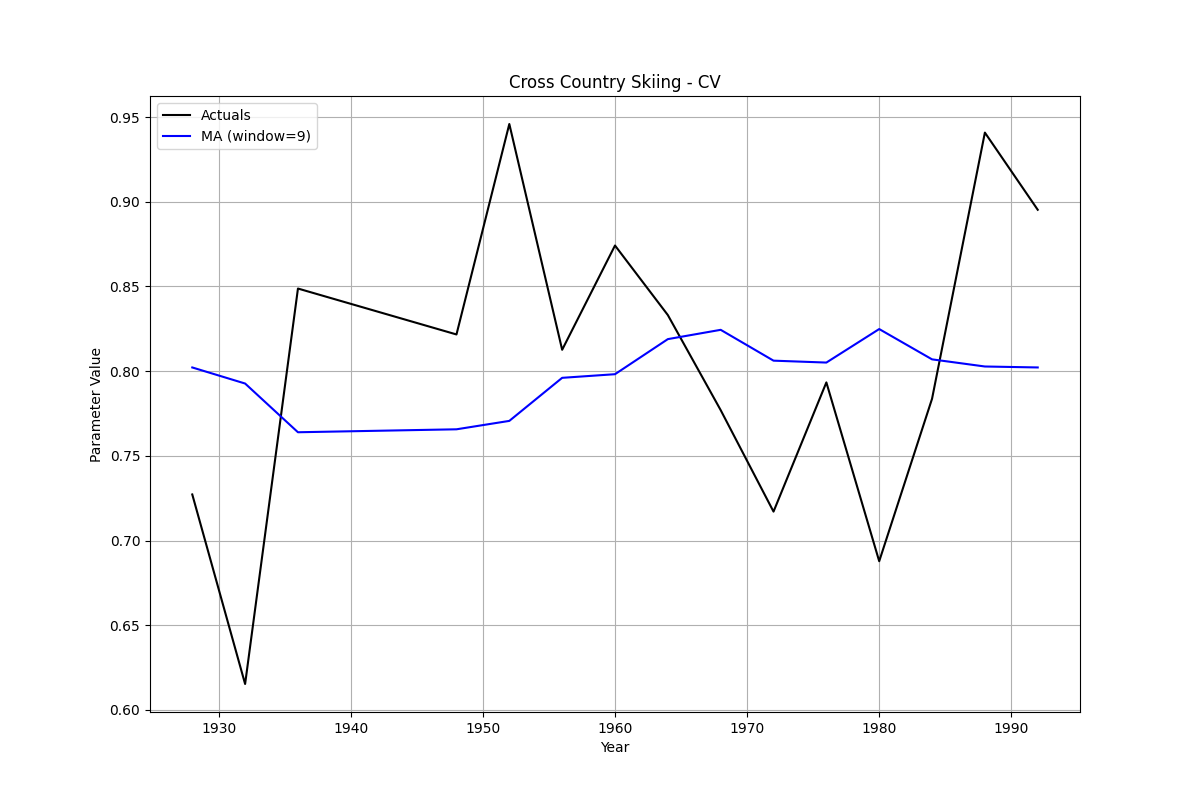 Cross Country Skiing - CV
Actuals
MA (window=9)
0.95
0.90
0.85
0.80
0.75
0.70
0.65
0.60
Parameter Value
1930 1940 1950 1960 1970 1980 1990
Year